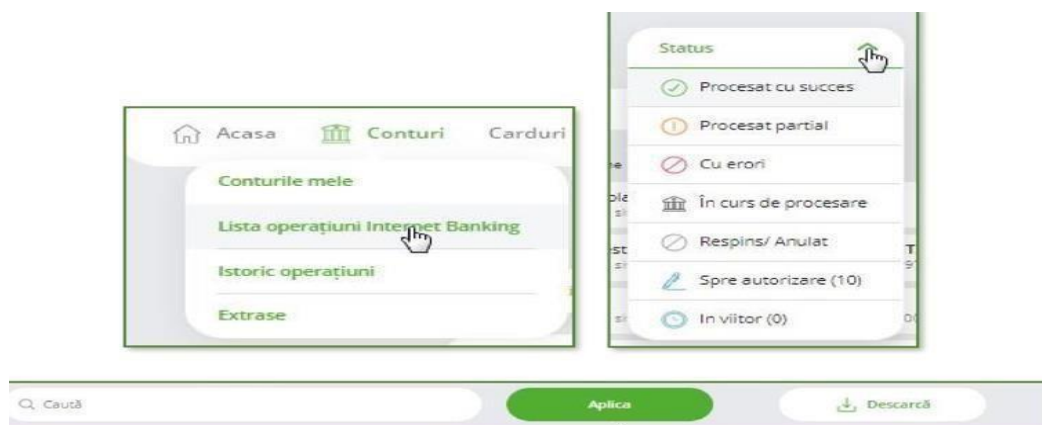 Acasa Conturi Carduri
Conturile mele
Lista operațiuni Internet Banking
Istoric operațiuni
Extrase
Status
Procesat cu succes
Procesat partial
Cu erori
În curs de procesare
Respins/ Anulat
Spre autorizare (10)
In viitor (0)
Caută Aplica Descarcă